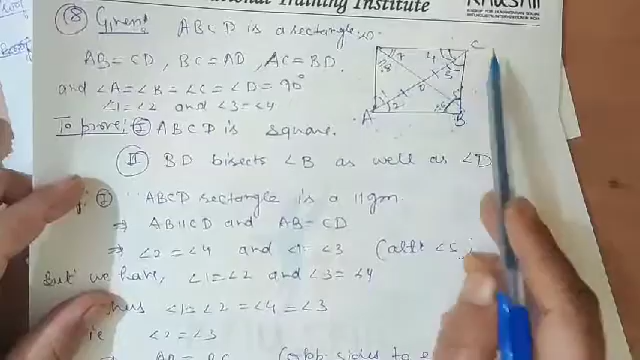 National Training Institute
(8) Given: ABCD is a rectangle
AB = CD, BC = AD, AC = BD.
and ∠A = ∠B = ∠C = ∠D = 90°
∠1 = ∠2 and ∠3 = ∠4
To prove: (I) ABCD is square.
(II) BD bisects ∠B as well as ∠D
(I) ABCD rectangle is a 11gm
⇒ AB11CD and AB = CD
⇒ ∠2 = ∠4 and ∠1 = ∠3 (alt. ∠s
But we have, ∠1 = ∠2 and ∠3 = ∠4
∠1 = ∠2 = ∠4 = ∠3
ie ∠2 = ∠3
A
B
C